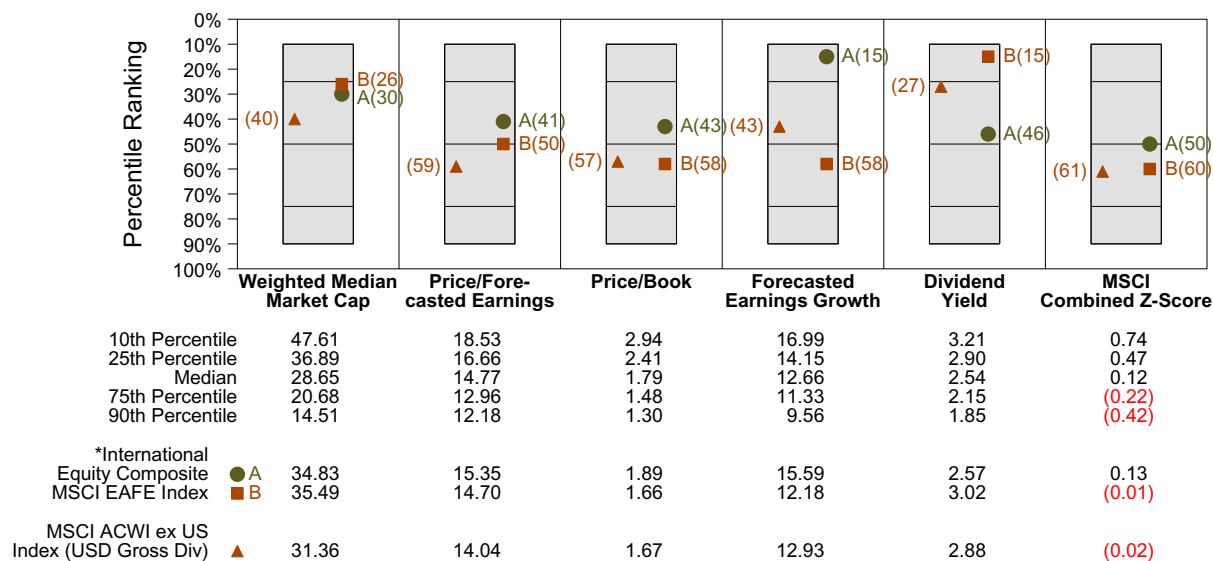 Percentile Ranking
0%
10%
20%
30%
40%
50%
60%
70%
80%
90%
100%
(40)
B(26)
A(30)
(59)
A(41)
B(50)
(57)
A(43)
B(58)
(43)
A(15)
B(58)
(27)
B(15)
A(46)
(61)
A(50)
B(60)
Weighted Median Market Cap
Price/Fore-casted Earnings
Price/Book
Forecasted Earnings Growth
Dividend Yield
MSCI Combined Z-Score
10th Percentile 47.61 18.53 2.94 16.99 3.21 0.74
25th Percentile 36.89 16.66 2.41 14.15 2.90 0.47
Median 28.65 14.77 1.79 12.66 2.54 0.12
75th Percentile 20.68 12.96 1.48 11.33 2.15 (0.22)
90th Percentile 14.51 12.18 1.30 9.56 1.85 (0.42)
*International
Equity Composite A 34.83 15.35 1.89 15.59 2.57 0.13
MSCI EAFE Index B 35.49 14.70 1.66 12.18 3.02 (0.01)
MSCI ACWI ex US
Index (USD Gross Div) 31.36 14.04 1.67 12.93 2.88 (0.02)